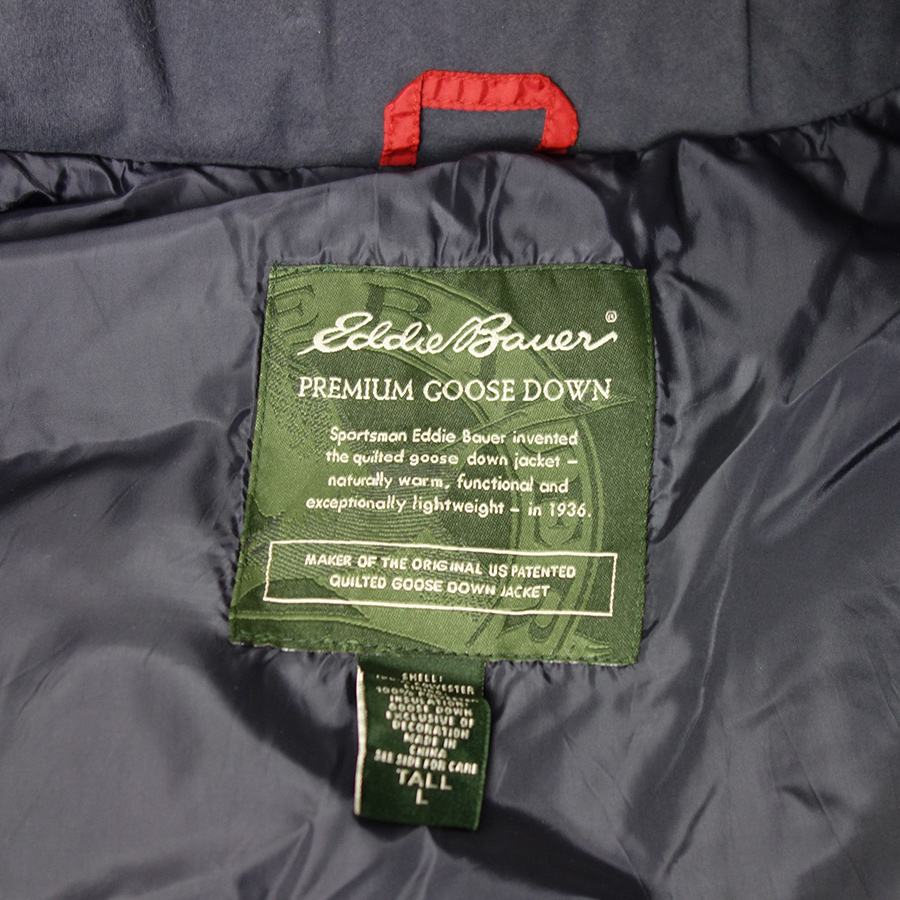 Eddie Bauer®
PREMIUM GOOSE DOWN
Sportsman Eddie Bauer invented
the quilted goose down jacket –
naturally warm, functional and
exceptionally lightweight – in 1936.
MAKER OF THE ORIGINAL US PATENTED
QUILTED GOOSE DOWN JACKET
SHELL:
POLYESTER
GOOSE DOWN
EXCLUSIVE OF
DECORATION
MADE IN
CHINA
SEE SIDE FOR CARE
TALL
L